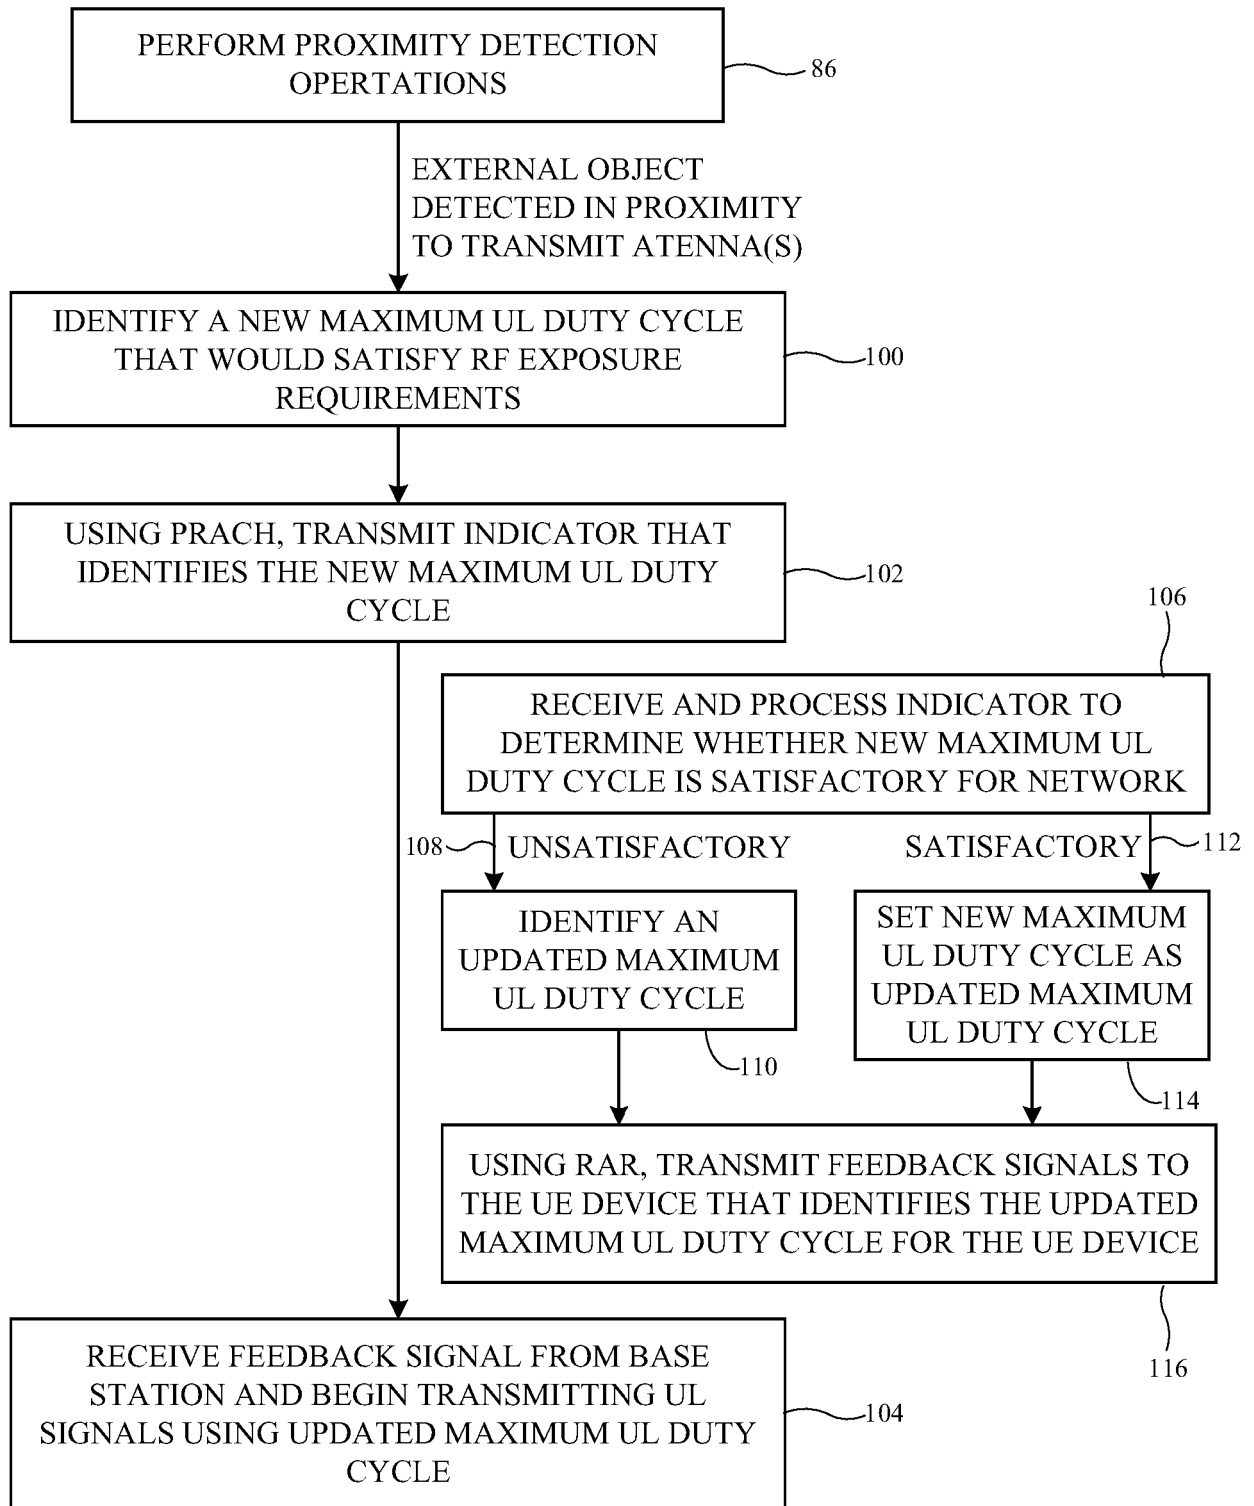 PERFORM PROXIMITY DETECTION
OPERTATIONS
86
EXTERNAL OBJECT
DETECTED IN PROXIMITY
TO TRANSMIT ATENNA(S)
IDENTIFY A NEW MAXIMUM UL DUTY CYCLE
THAT WOULD SATISFY RF EXPOSURE
REQUIREMENTS
100
USING PRACH, TRANSMIT INDICATOR THAT
IDENTIFIES THE NEW MAXIMUM UL DUTY
CYCLE
102
106
RECEIVE AND PROCESS INDICATOR TO
DETERMINE WHETHER NEW MAXIMUM UL
DUTY CYCLE IS SATISFACTORY FOR NETWORK
108
UNSATISFACTORY
SATISFACTORY
112
IDENTIFY AN
UPDATED MAXIMUM
UL DUTY CYCLE
110
SET NEW MAXIMUM
UL DUTY CYCLE AS
UPDATED MAXIMUM
UL DUTY CYCLE
114
USING RAR, TRANSMIT FEEDBACK SIGNALS TO
THE UE DEVICE THAT IDENTIFIES THE UPDATED
MAXIMUM UL DUTY CYCLE FOR THE UE DEVICE
116
RECEIVE FEEDBACK SIGNAL FROM BASE
STATION AND BEGIN TRANSMITTING UL
SIGNALS USING UPDATED MAXIMUM UL DUTY
CYCLE
104